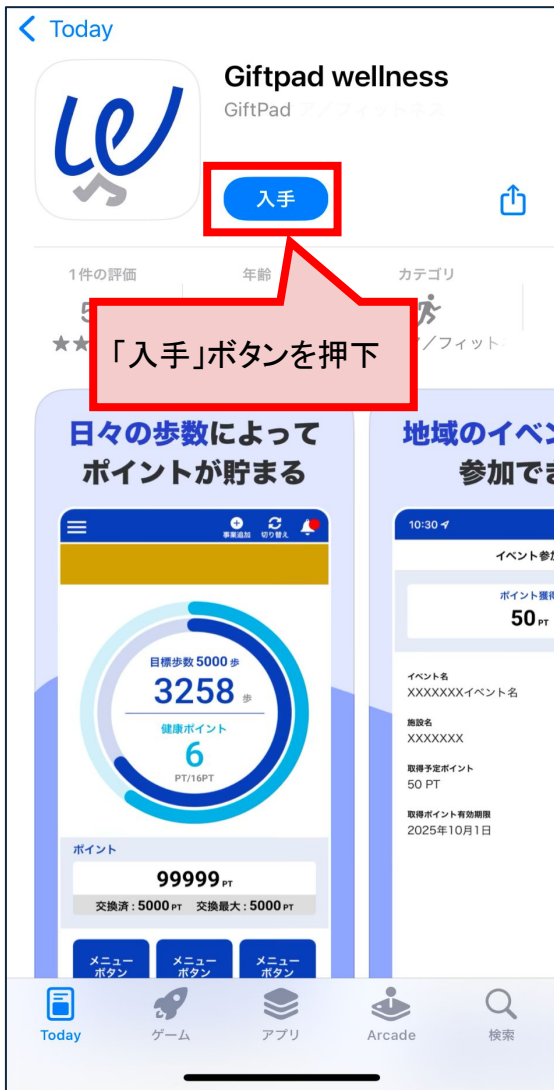 Today
Giftpad wellness
GiftPad
入手
1件の評価
年齢
カテゴリ
「入手」ボタンを押下
日々の歩数によって
ポイントが貯まる
地域のイベン
参加でき
事業追加
切り替え
目標歩数 5000 歩
3258 歩
健康ポイント
6
PT/16PT
ポイント
99999 PT
交換済 : 5000 PT 交換最大 : 5000 PT
メニュー
ボタン
メニュー
ボタン
メニュー
ボタン
10:30
イベント参加
ポイント獲得
50 PT
イベント名
XXXXXXXイベント名
施設名
XXXXXXX
取得予定ポイント
50 PT
取得ポイント有効期限
2025年10月1日
Today
ゲーム
アプリ
Arcade
検索